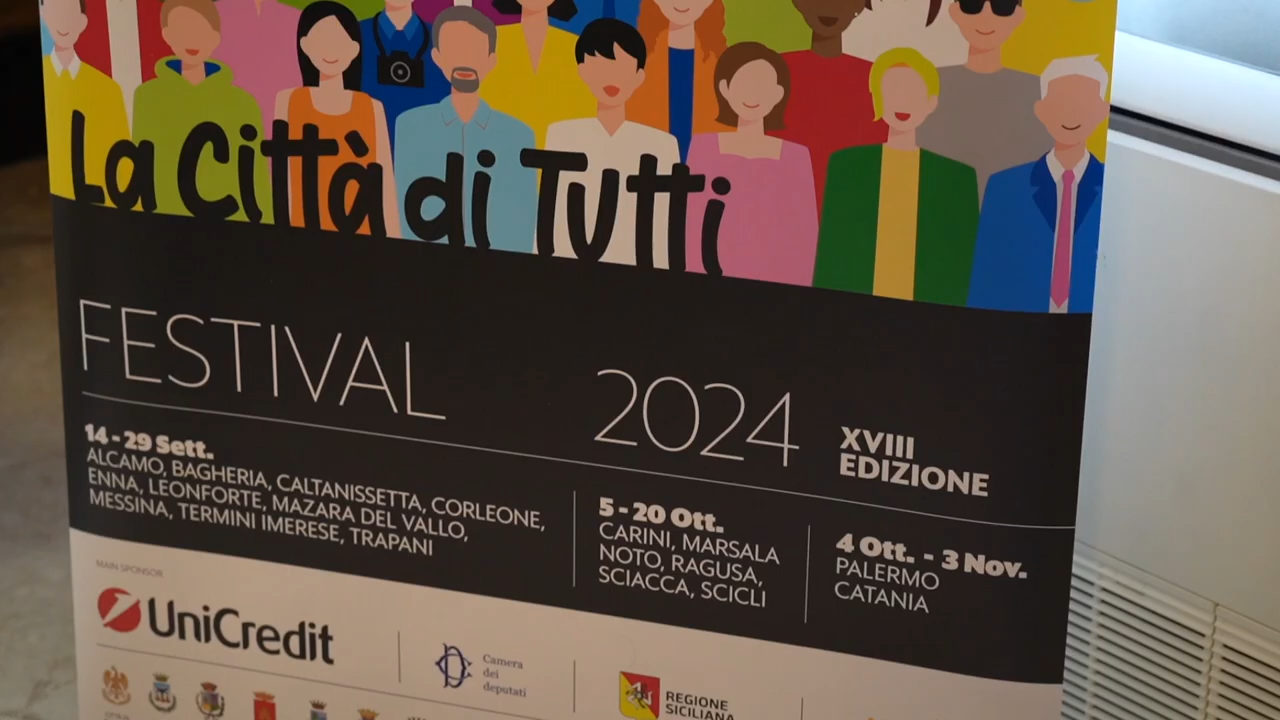 La Città di Tutti
FESTIVAL 2024
XVIII
EDIZIONE
14 - 29 Sett.
ALCAMO, BAGHERIA, CALTANISSETTA, CORLEONE,
ENNA, LEONFORTE, MAZARA DEL VALLO,
MESSINA, TERMINI IMERESE, TRAPANI
5 - 20 Ott.
CARINI, MARSALA
NOTO, RAGUSA,
SCIACCA, SCICLI
4 Ott. - 3 Nov.
PALERMO
CATANIA
MAIN SPONSOR
UniCredit
Camera
dei
deputati
REGIONE
SICILIANA